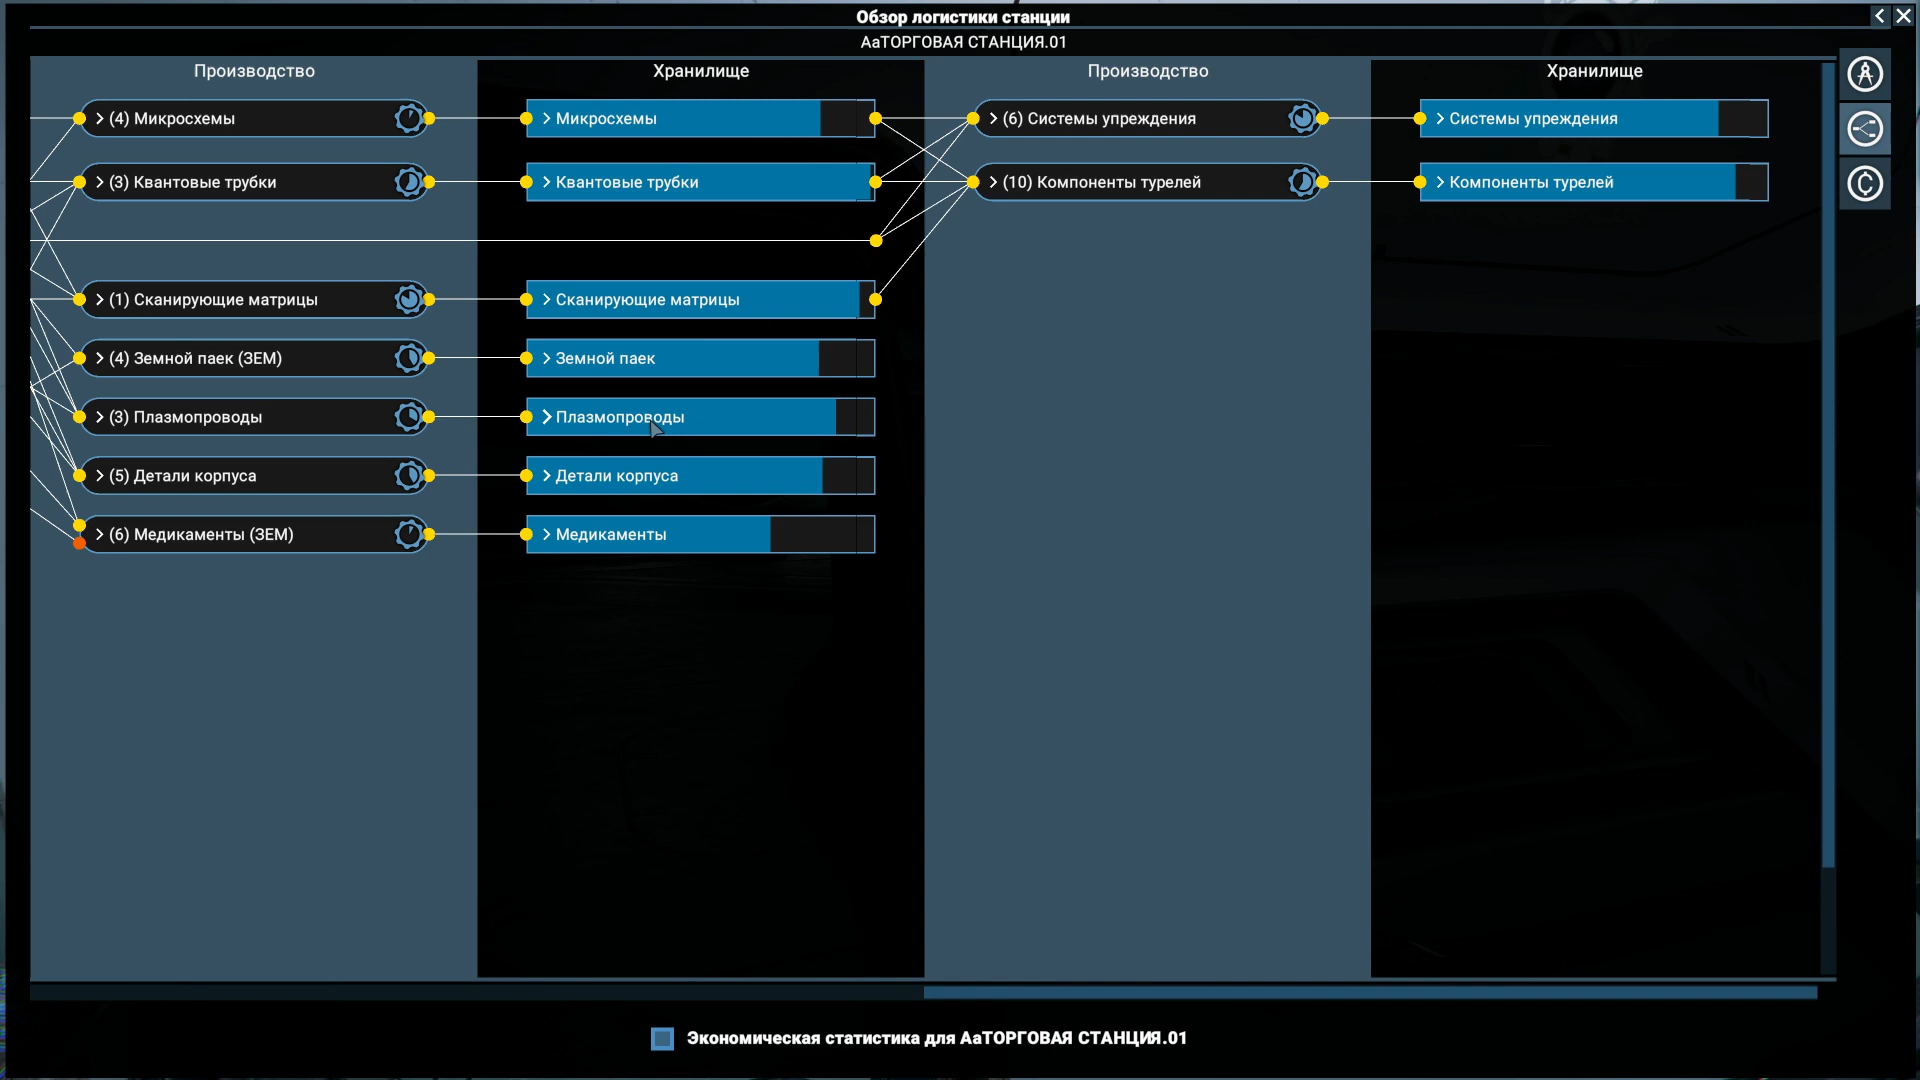 Обзор логистики станции
АаТОРГОВАЯ СТАНЦИЯ.01
Производство
Хранилище
Производство
Хранилище
(4) Микросхемы
Микросхемы
(6) Системы упреждения
Системы упреждения
(3) Квантовые трубки
Квантовые трубки
(10) Компоненты турелей
Компоненты турелей
(1) Сканирующие матрицы
Сканирующие матрицы
(4) Земной паек (ЗЕМ)
Земной паек
(3) Плазмопроводы
Плазмопроводы
(5) Детали корпуса
Детали корпуса
(6) Медикаменты (ЗЕМ)
Медикаменты
Экономическая статистика для АаТОРГОВАЯ СТАНЦИЯ.01